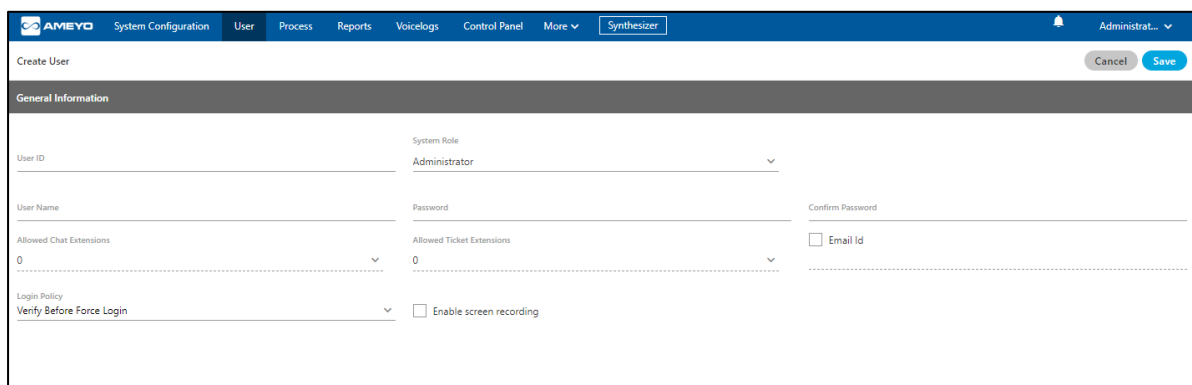 AMEYO System Configuration User Process Reports Voicelogs Control Panel More Synthesizer Administrat...
Create User Cancel Save
General Information
System Role
User ID Administrator
User Name Password Confirm Password
Allowed Chat Extensions Allowed Ticket Extensions Email Id
0 0
Login Policy
Verify Before Force Login Enable screen recording